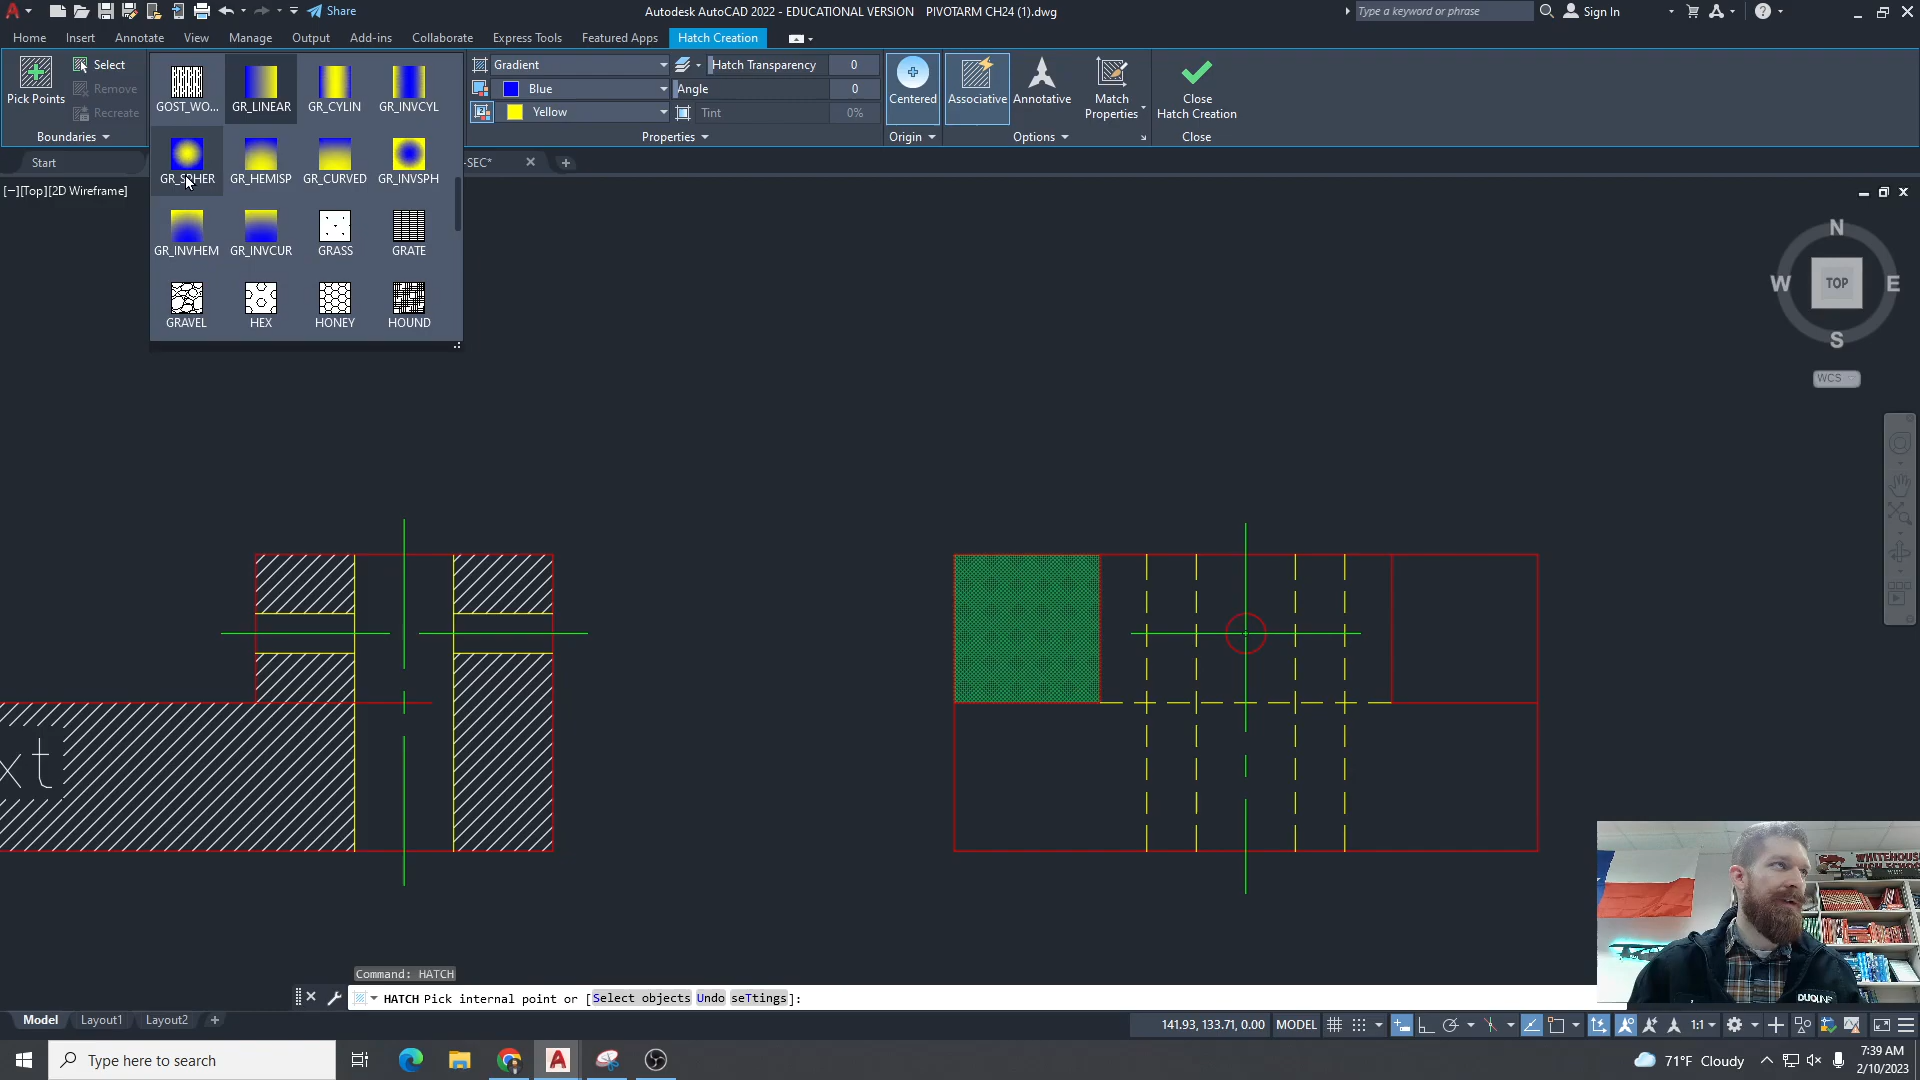 Share
Autodesk AutoCAD 2022 - EDUCATIONAL VERSION PIVOTARM CH24 (1).dwg
Type a keyword or phrase
Sign In
Home Insert Annotate View Manage Output Add-ins Collaborate Express Tools Featured Apps Hatch Creation
Pick Points
Select
Remove
Recreate
Boundaries
GOST_WO... GR_LINEAR GR_CYLIN GR_INVCYL
GR_SPHER GR_HEMISP GR_CURVED GR_INVSPH
GR_INVHEM GR_INVCUR GRASS GRATE
GRAVEL HEX HONEY HOUND
Gradient
Blue
Yellow
Hatch Transparency 0
Angle 0
Tint 0%
Properties
Centered
Origin
Associative Annotative Match Properties
Options
Close Hatch Creation
Close
Start
-SEC*
[−][Top][2D Wireframe]
N
W TOP E
S
WCS
xt
WHITEHOUSE
Command: HATCH
HATCH Pick internal point or [Select objects Undo seTtings]:
Model Layout1 Layout2
141.93, 133.71, 0.00 MODEL 1:1
Type here to search
71°F Cloudy
7:39 AM
2/10/2023